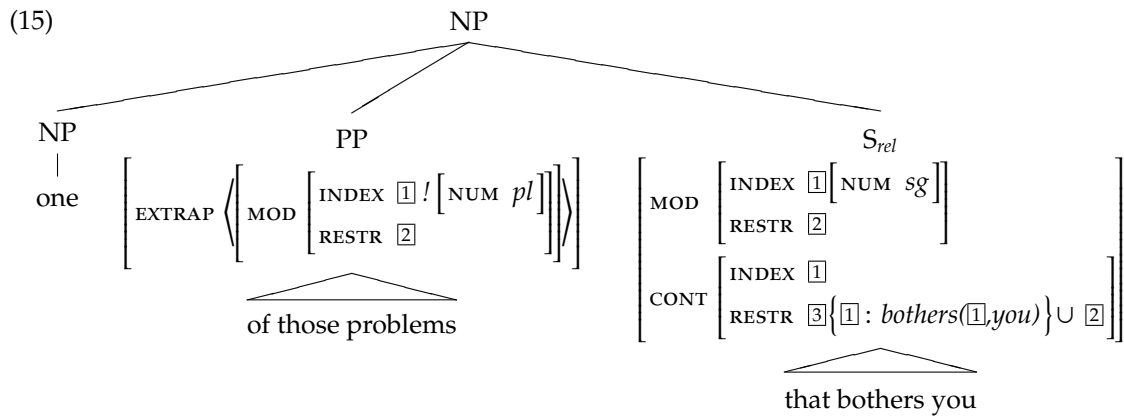 (15) NP
NP PP S_rel
one [EXTRAP ⟨[MOD [INDEX [1] ! [NUM pl]
RESTR [2]]]⟩]
of those problems
[MOD [INDEX [1] [NUM sg]
RESTR [2]]
CONT [INDEX [1]
RESTR [3]{[1] : bothers([1],you)} ∪ [2]]]
that bothers you